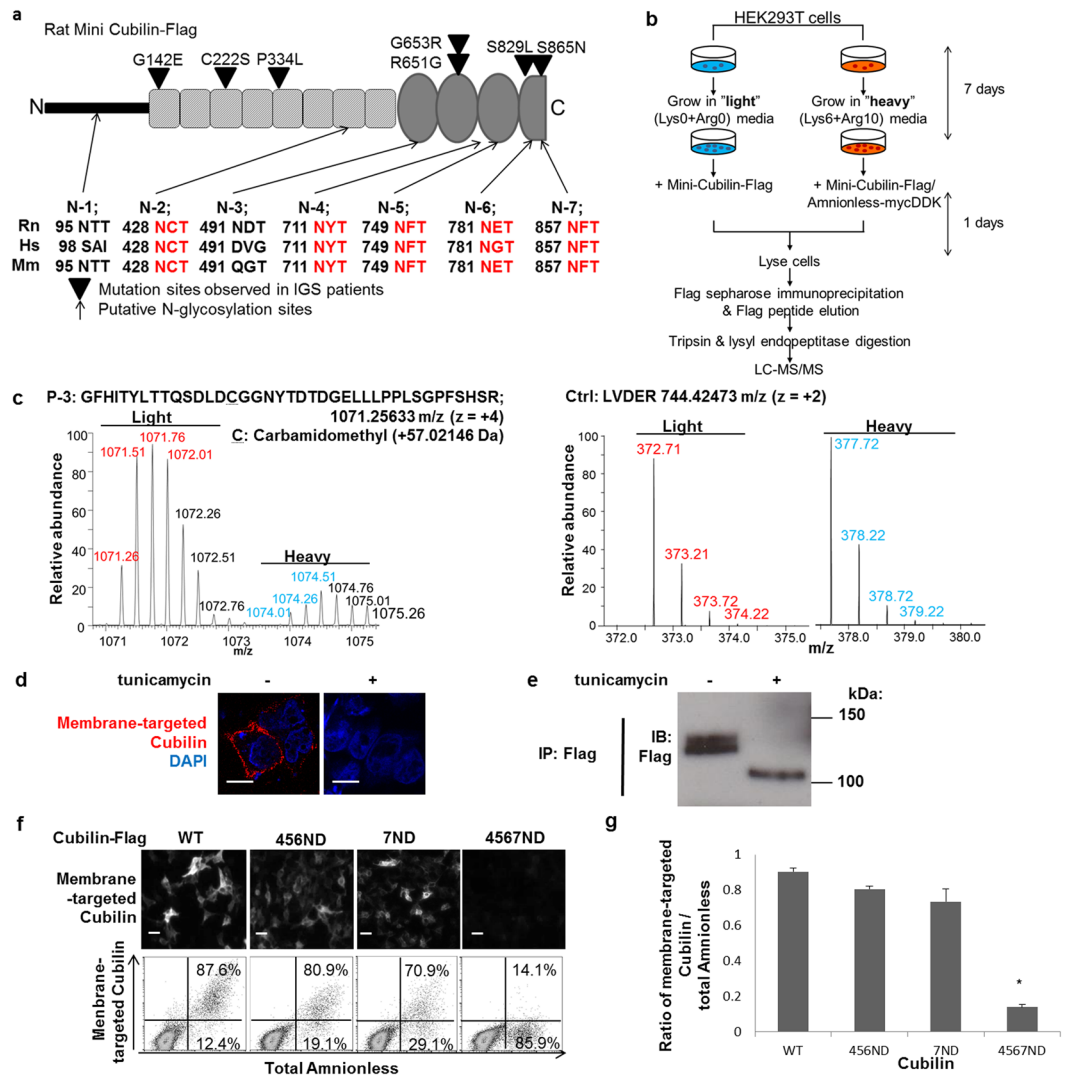 a
Rat Mini Cubilin-Flag
G142E C222S P334L
G653R
R651G
S829L S865N
N
C
N-1; N-2; N-3; N-4; N-5; N-6; N-7;
Rn 95 NTT 428 NCT 491 NDT 711 NYT 749 NFT 781 NET 857 NFT
Hs 98 SAI 428 NCT 491 DVG 711 NYT 749 NFT 781 NGT 857 NFT
Mm 95 NTT 428 NCT 491 QGT 711 NYT 749 NFT 781 NET 857 NFT
Mutation sites observed in IGS patients
Putative N-glycosylation sites
b
HEK293T cells
Grow in "light"
(Lys0+Arg0) media
Grow in "heavy"
(Lys6+Arg10) media
7 days
+ Mini-Cubilin-Flag
+ Mini-Cubilin-Flag/
Amnionless-mycDDK
1 days
Lyse cells
Flag sepharose immunoprecipitation
& Flag peptide elution
Tripsin & lysyl endopeptitase digestion
LC-MS/MS
c
P-3: GFHITYLTTQSDLDCGGNYTDTDGELLLPPLSGPFSHSR;
1071.25633 m/z (z = +4)
C: Carbamidomethyl (+57.02146 Da)
Light
Heavy
Relative abundance
100
80
60
40
20
0
1071.26
1071.51
1071.76
1072.01
1072.26
1072.51
1072.76
1074.01
1074.26
1074.51
1074.76
1075.01
1075.26
1071 1072 1073 1074 1075
m/z
Ctrl: LVDER 744.42473 m/z (z = +2)
Light
Heavy
Relative abundance
100
80
60
40
20
0
372.71
373.21
373.72
374.22
377.72
378.22
378.72
379.22
372.0 373.0 374.0 375.0 378.0 379.0 380.0
m/z
d
tunicamycin - +
Membrane-targeted
Cubilin
DAPI
e
tunicamycin - +
kDa:
150
100
IP: Flag
IB:
Flag
f
Cubilin-Flag WT 456ND 7ND 4567ND
Membrane
-targeted
Cubilin
Menbrane-
targeted Cubilin
87.6% 80.9% 70.9% 14.1%
12.4% 19.1% 29.1% 85.9%
Total Amnionless
g
Ratio of membrane-targeted
Cubilin /
total Amnionless
1
0.8
0.6
0.4
0.2
0
*
WT 456ND 7ND 4567ND
Cubilin